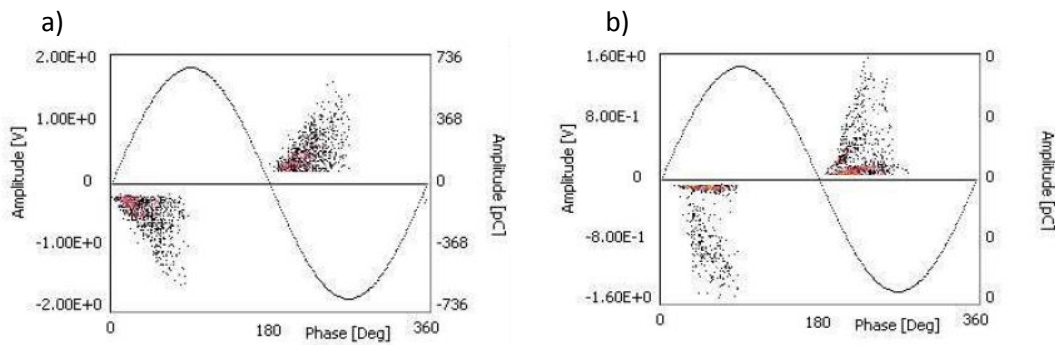 a)
2.00E+0
1.00E+0
0
-1.00E+0
-2.00E+0
Amplitude [V]
736
368
0
-368
-736
Amplitude [pC]
0
180
Phase [Deg]
360
b)
1.60E+0
8.00E-1
0
-8.00E-1
-1.60E+0
Amplitude [V]
0
0
0
0
0
Amplitude [pC]
0
180
Phase [Deg]
360